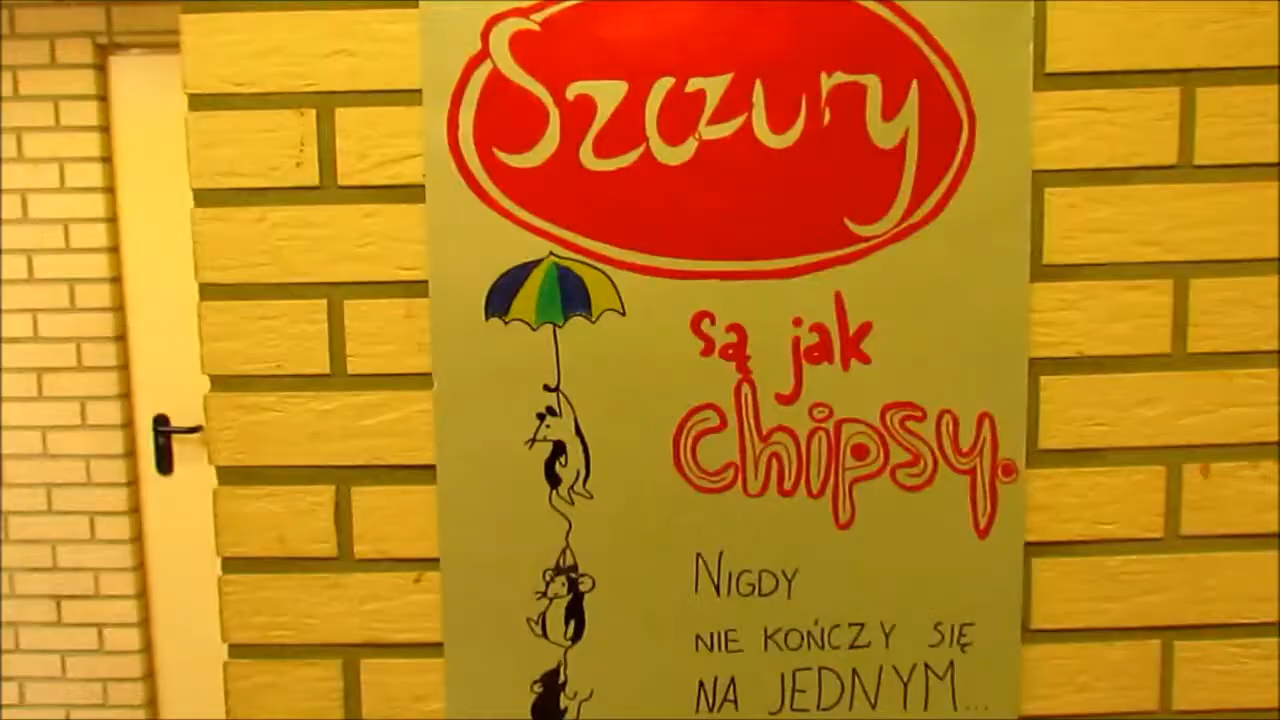 Szczury
są jak
chipsy.
NIGDY
NIE KOŃCZY SIĘ
NA JEDNYM...